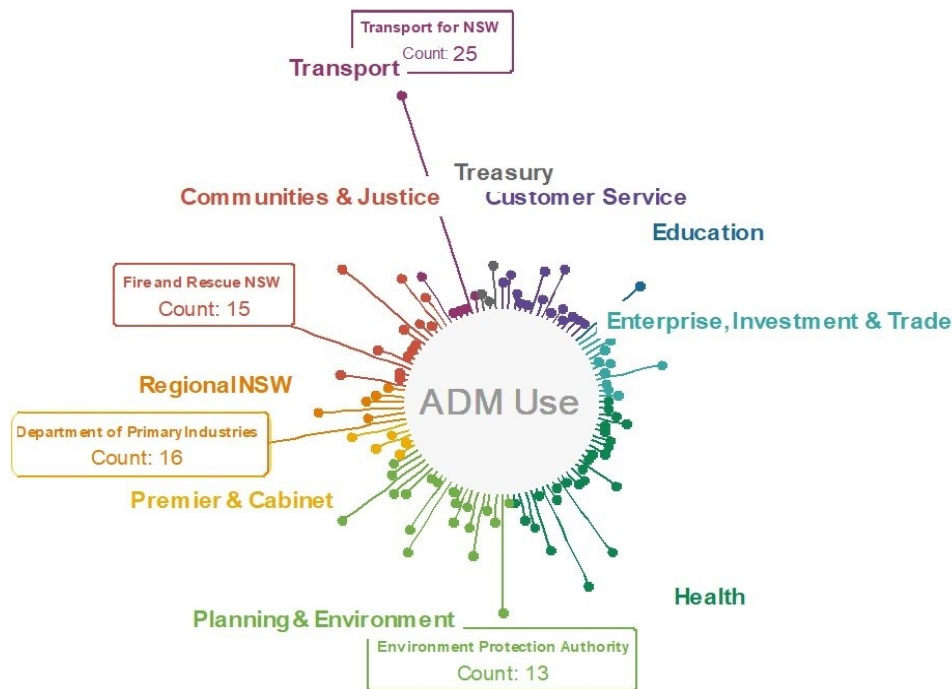 Transport for NSW
Count: 25
Transport
Treasury
Communities & Justice
Customer Service
Education
Fire and Rescue NSW
Count: 15
Enterprise, Investment & Trade
Regional NSW
ADM Use
Department of Primary Industries
Count: 16
Premier & Cabinet
Health
Planning & Environment
Environment Protection Authority
Count: 13